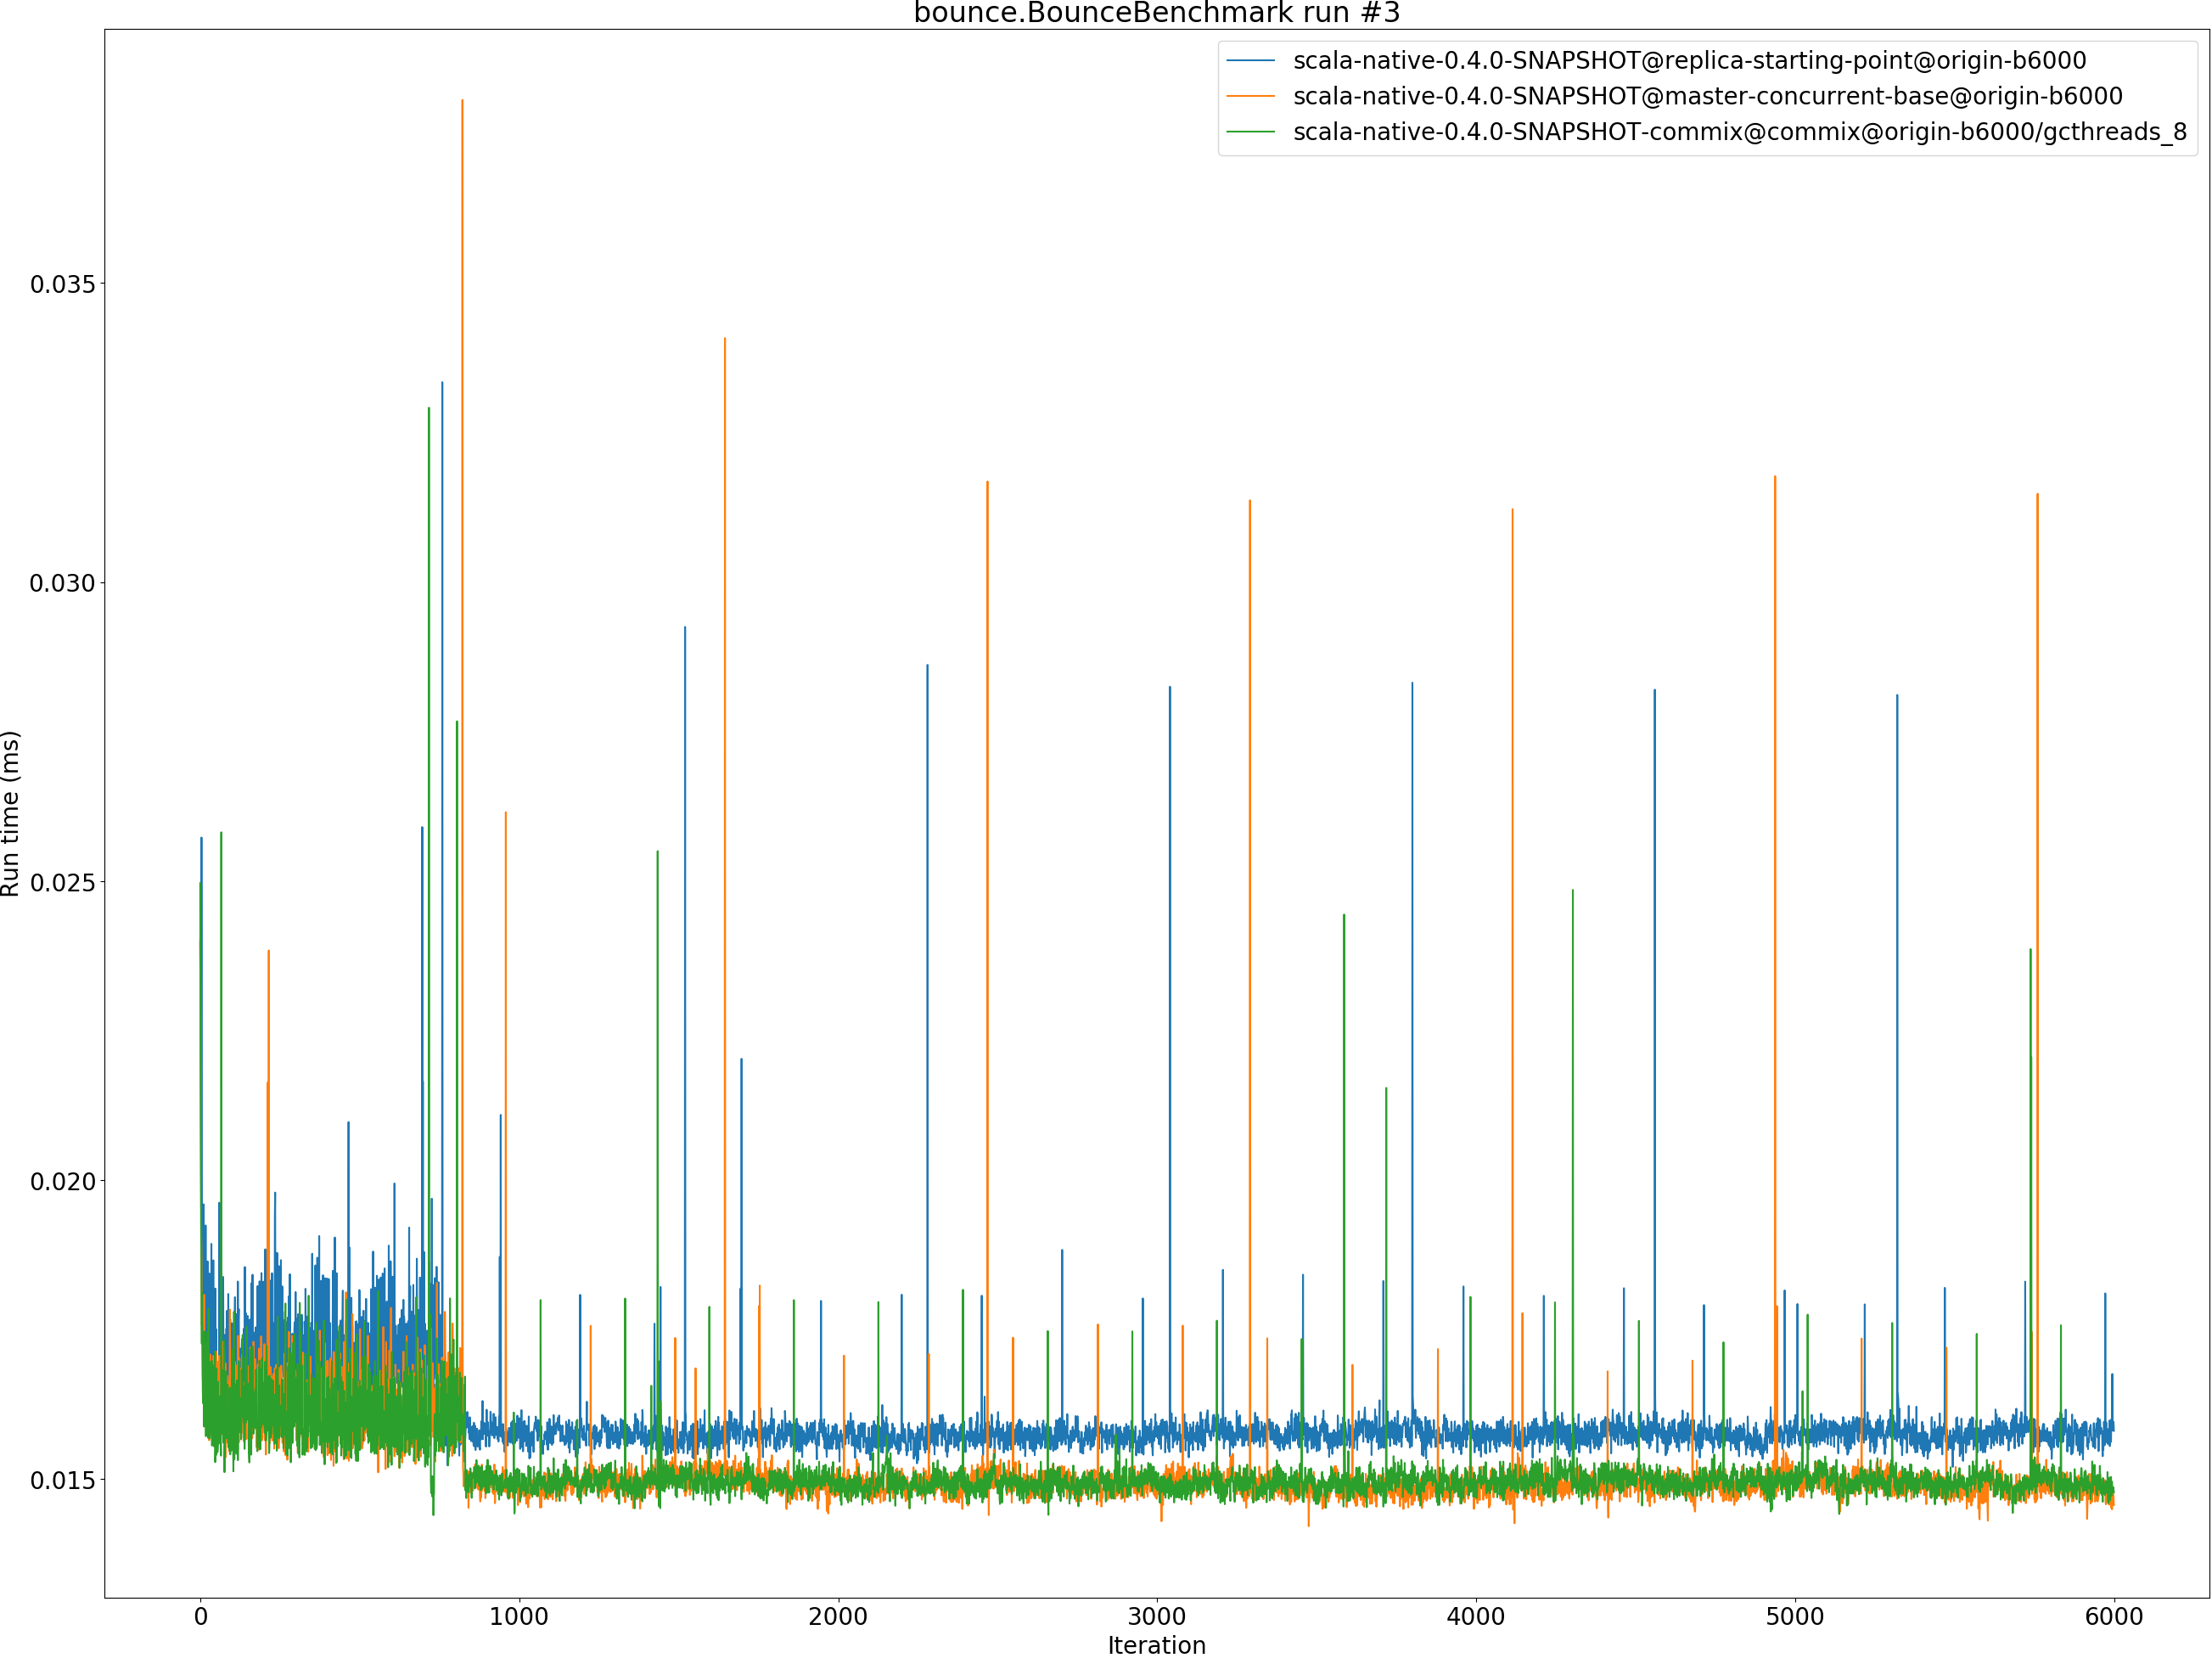 bounce.BounceBenchmark run #3
scala-native-0.4.0-SNAPSHOT@replica-starting-point@origin-b6000
scala-native-0.4.0-SNAPSHOT@master-concurrent-base@origin-b6000
scala-native-0.4.0-SNAPSHOT-commix@commix@origin-b6000/gcthreads_8
Run time (ms)
0.035
0.030
0.025
0.020
0.015
0 1000 2000 3000 4000 5000 6000
Iteration